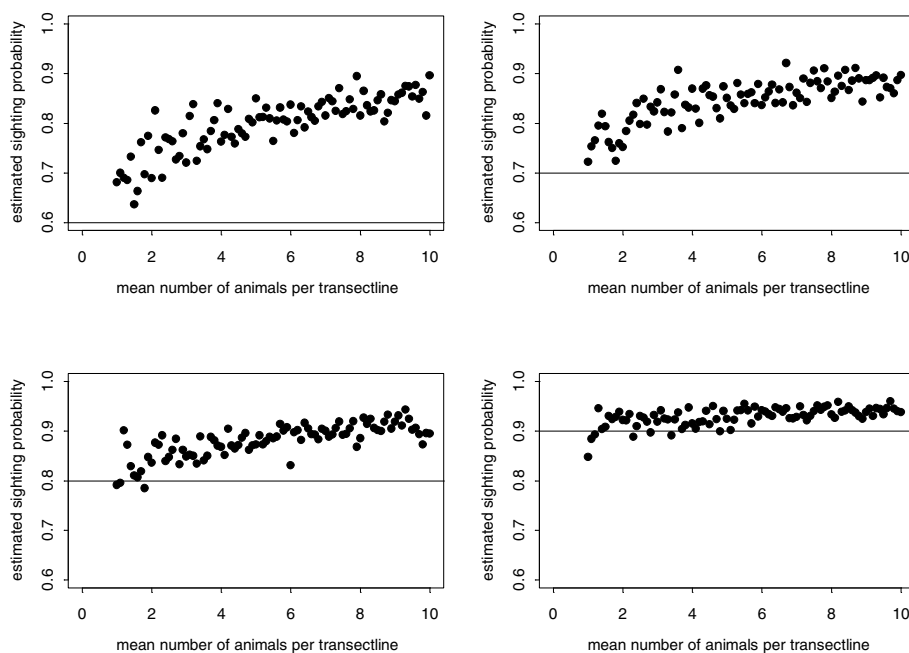 estimated sighting probability
1.0
0.9
0.8
0.7
0.6
0 2 4 6 8 10
mean number of animals per transectline
estimated sighting probability
1.0
0.9
0.8
0.7
0.6
0 2 4 6 8 10
mean number of animals per transectline
estimated sighting probability
1.0
0.9
0.8
0.7
0.6
0 2 4 6 8 10
mean number of animals per transectline
estimated sighting probability
1.0
0.9
0.8
0.7
0.6
0 2 4 6 8 10
mean number of animals per transectline